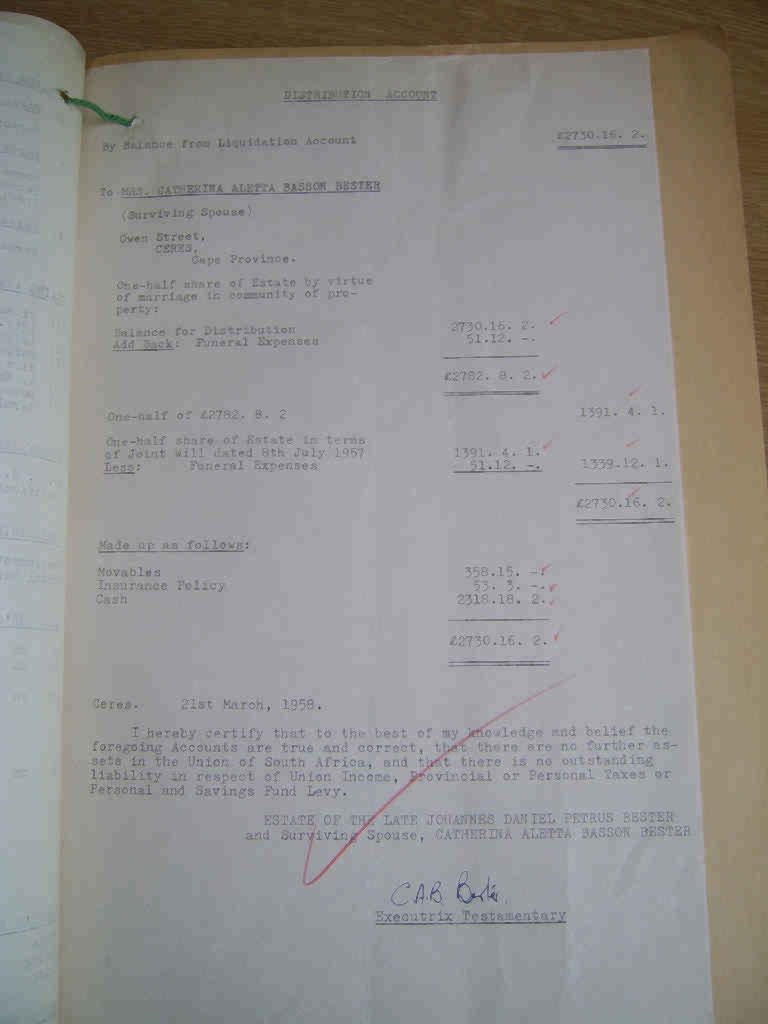 DISTRIBUTION ACCOUNT
By Balance from Liquidation Account £2730.16. 2.
To MRS. CATHERINA ALETTA BASSON BESTER
(Surviving Spouse)
Owen Street,
CERES,
Cape Province.
One-half share of Estate by virtue
of marriage in community of pro-
perty:
Balance for Distribution 2730.16. 2.
Add Back: Funeral Expenses 51.12. -.
£2782. 8. 2.
One-half of £2782. 8. 2 1391. 4. 1.
One-half share of Estate in terms
of Joint will dated 8th July 1957 1391. 4. 1.
Less: Funeral Expenses 51.12. -. 1339.12. 1.
£2730.16. 2.
Made up as follows:
Movables 358.15. -.
Insurance Policy 53. 3. -.
Cash 2318.18. 2.
£2730.16. 2.
Ceres. 21st March, 1958.
I hereby certify that to the best of my knowledge and belief the
foregoing Accounts are true and correct, that there are no further as-
sets in the Union of South Africa, and that there is no outstanding
liability in respect of Union Income, Provincial or Personal Taxes or
Personal and Savings Fund Levy.
ESTATE OF THE LATE JOHANNES DANIEL PETRUS BESTER
and Surviving Spouse, CATHERINA ALETTA BASSON BESTER
C.A.B. Bester.
Executrix Testamentary